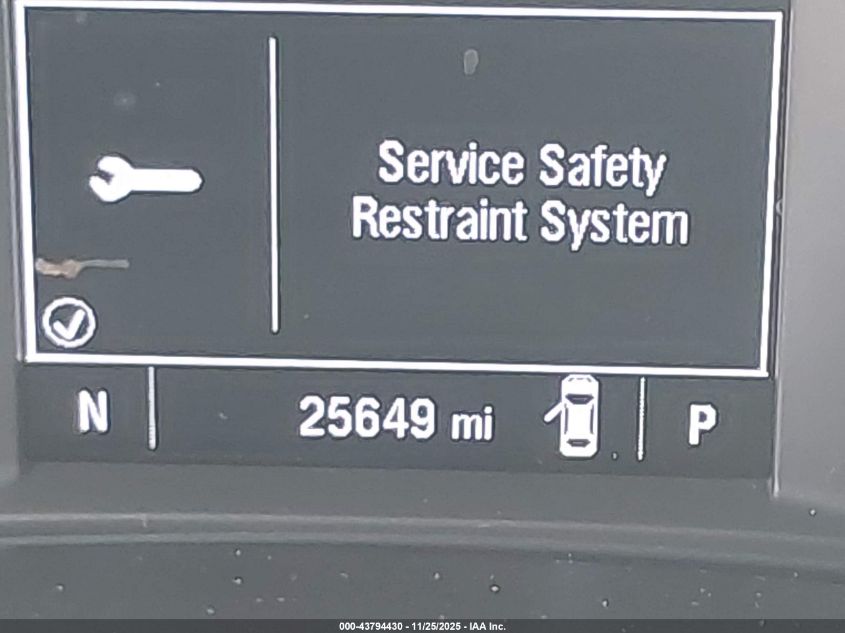 Service Safety
Restraint System
N 25649 mi P
000-43794430 - 11/25/2025 - IAA Inc.